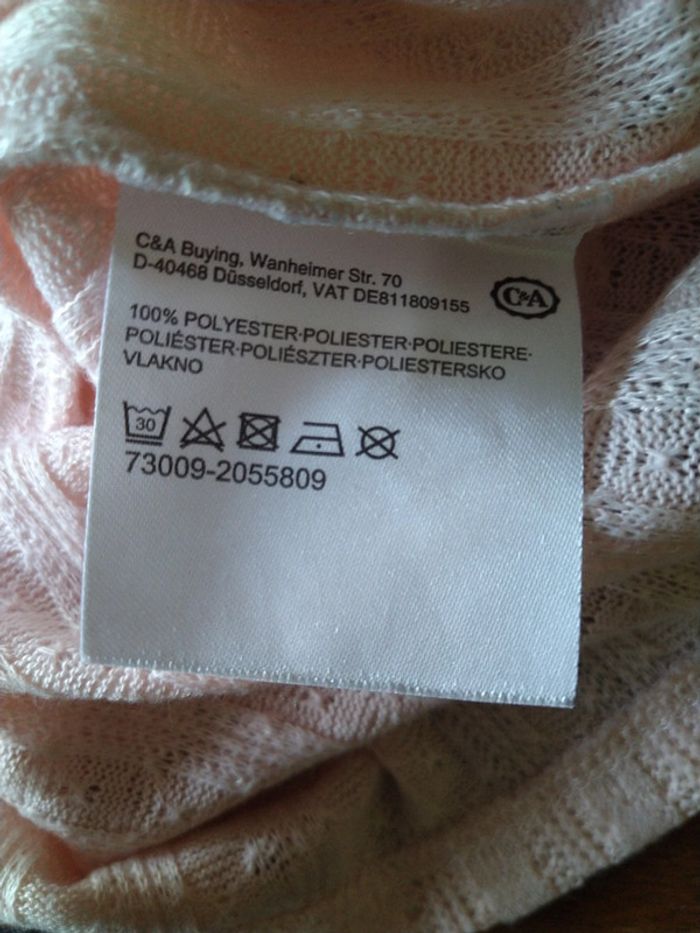 C&A Buying, Wanheimer Str. 70
D-40468 Düsseldorf, VAT DE811809155
C&A
100% POLYESTER·POLIESTER·POLIESTERE·
POLIÉSTER·POLIÉSZTER·POLIESTERSKO
VLAKNO
30
73009-2055809